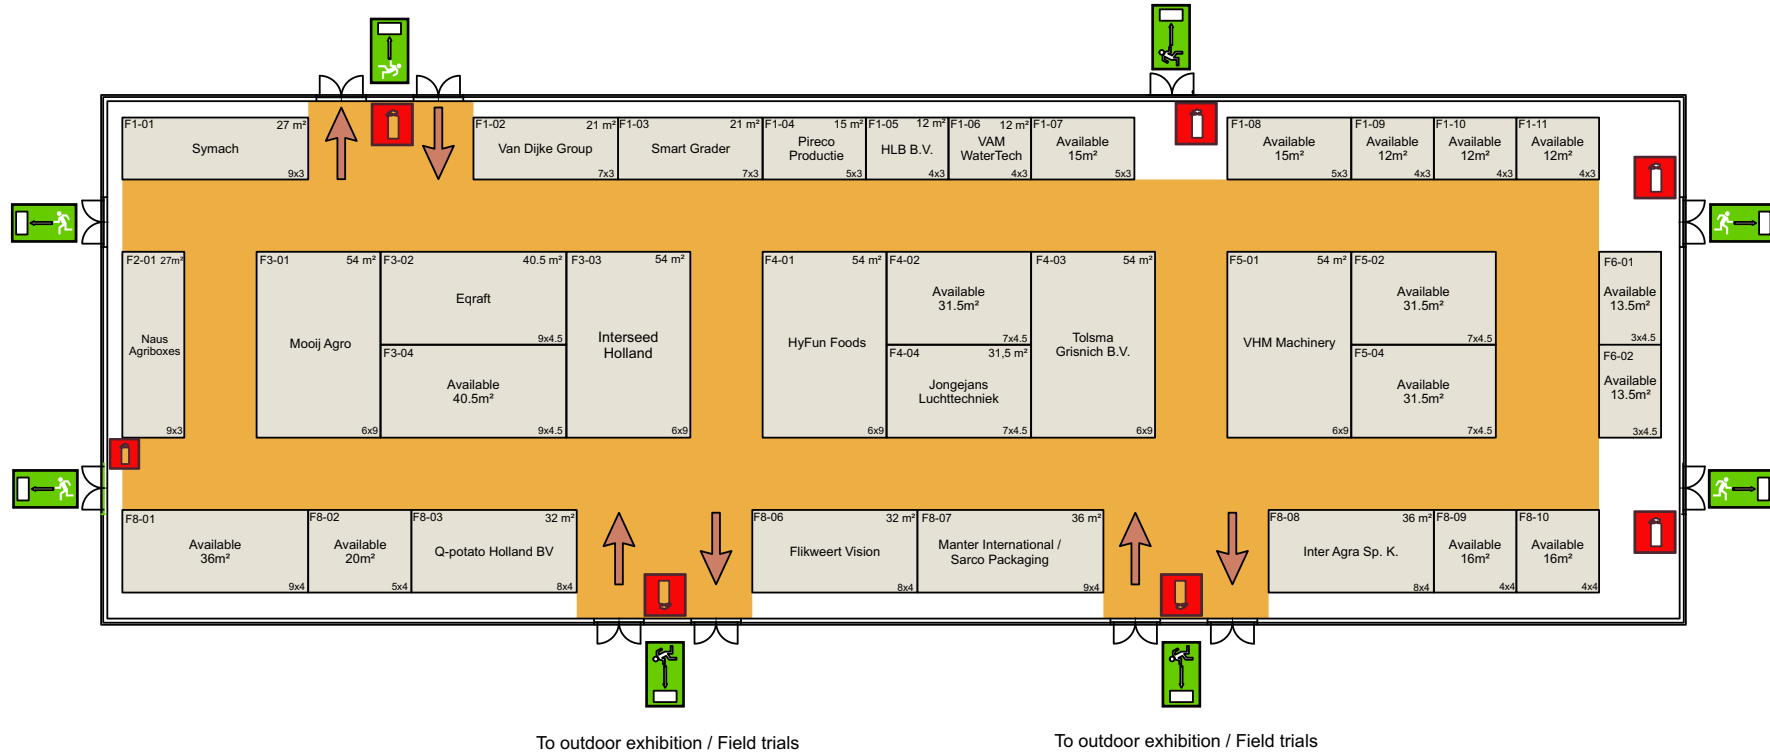 F1-01 27 m²
Symach
9x3
F1-02 21 m²
Van Dijke Group
7x3
F1-03 21 m²
Smart Grader
7x3
F1-04 15 m²
Pireco
Productie
5x3
F1-05 12 m²
HLB B.V.
4x3
F1-06 12 m²
VAM
WaterTech
4x3
F1-07
Available
15m²
5x3
F1-08
Available
15m²
5x3
F1-09
Available
12m²
4x3
F1-10
Available
12m²
4x3
F1-11
Available
12m²
4x3
F2-01 27m²
Naus
Agriboxes
9x3
F3-01 54 m²
Mooij Agro
6x9
F3-02 40.5 m²
Eqraft
9x4.5
F3-04
Available
40.5m²
9x4.5
F3-03 54 m²
Interseed
Holland
6x9
F4-01 54 m²
HyFun Foods
6x9
F4-02
Available
31.5m²
7x4.5
F4-04 31,5 m²
Jongejans
Luchttechniek
7x4.5
F4-03 54 m²
Tolsma
Grisnich B.V.
6x9
F5-01 54 m²
VHM Machinery
6x9
F5-02
Available
31.5m²
7x4.5
F5-04
Available
31.5m²
7x4.5
F6-01
Available
13.5m²
3x4.5
F6-02
Available
13.5m²
3x4.5
F8-01
Available
36m²
9x4
F8-02
Available
20m²
5x4
F8-03 32 m²
Q-potato Holland BV
8x4
F8-06 32 m²
Flikweert Vision
8x4
F8-07 36 m²
Manter International /
Sarco Packaging
9x4
F8-08 36 m²
Inter Agra Sp. K.
8x4
F8-09
Available
16m²
4x4
F8-10
Available
16m²
4x4
To outdoor exhibition / Field trials
To outdoor exhibition / Field trials